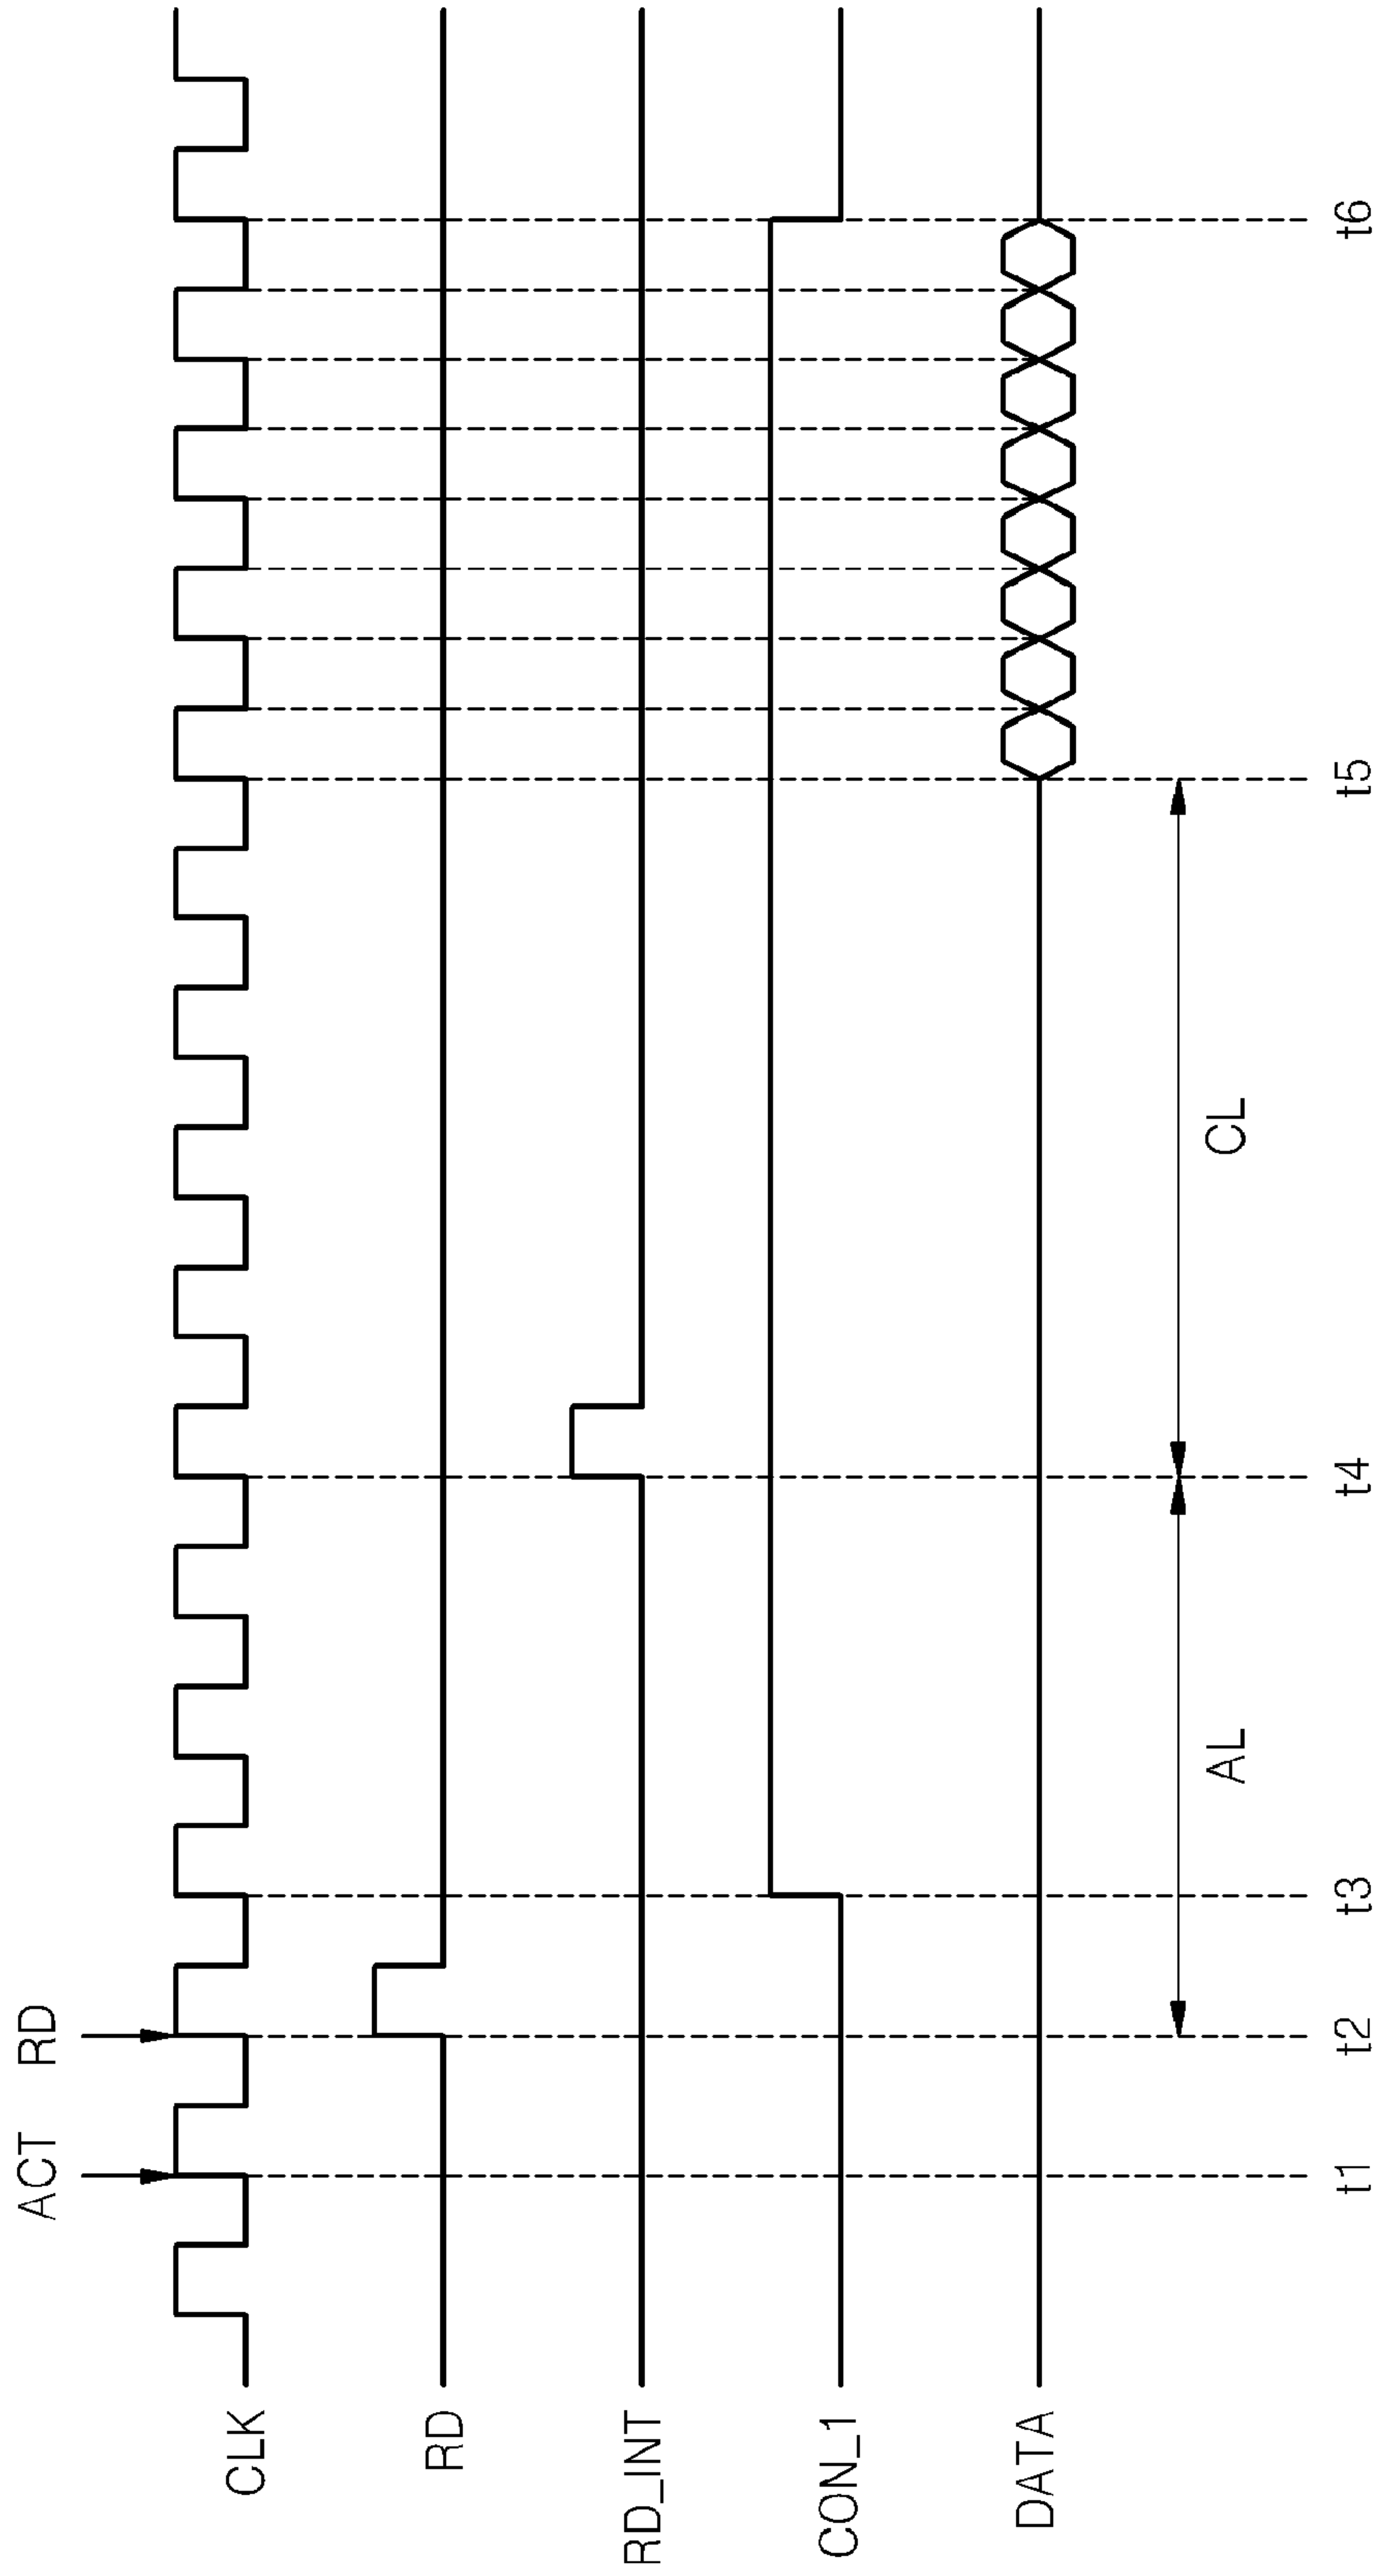 ACT RD
CLK
RD
RD_INT
CON_1
DATA
AL CL
t1 t2 t3 t4 t5 t6